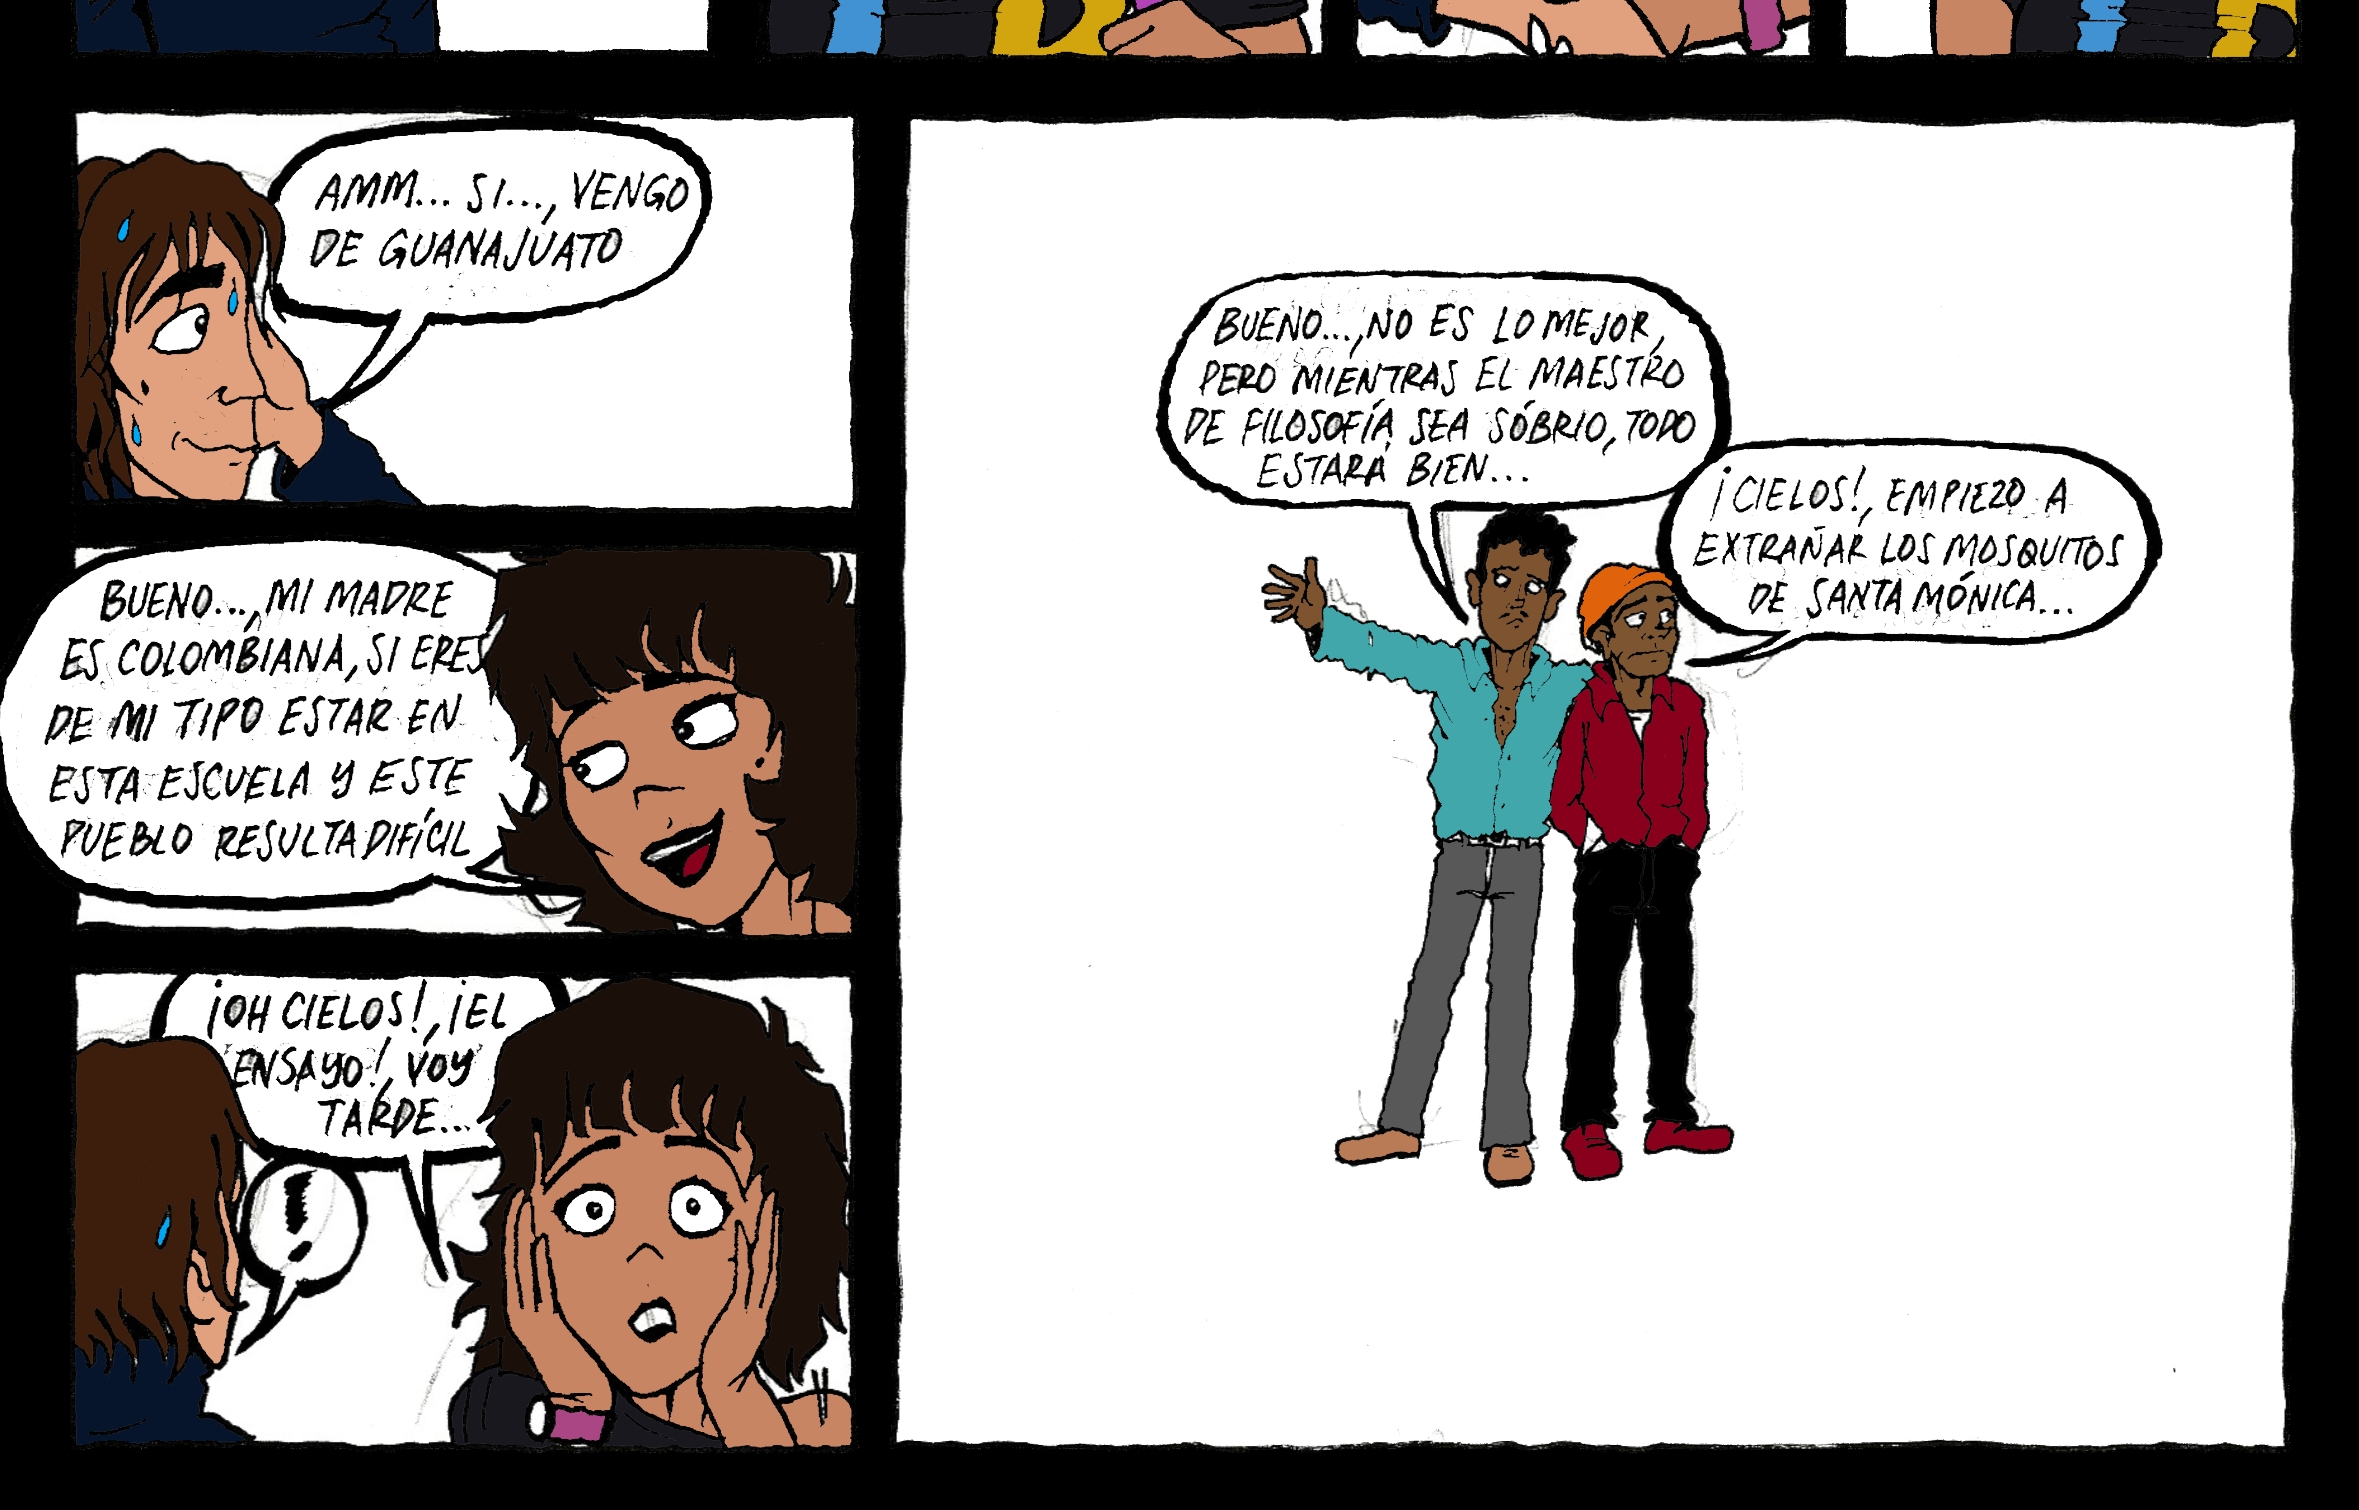 AMM... SI..., VENGO
DE GUANAJUATO
BUENO..., MI MADRE
ES COLOMBIANA, SI ERES
DE MI TIPO ESTAR EN
ESTA ESCUELA Y ESTE
PUEBLO RESULTA DIFÍCIL
¡OH CIELOS!, ¡EL
ENSAYO!, VOY
TARDE...
!
BUENO..., NO ES LO MEJOR,
PERO MIENTRAS EL MAESTRO
DE FILOSOFÍA SEA SÓBRIO, TODO
ESTARÁ BIEN...
¡CIELOS!, EMPIEZO A
EXTRAÑAR LOS MOSQUITOS
DE SANTA MÓNICA...